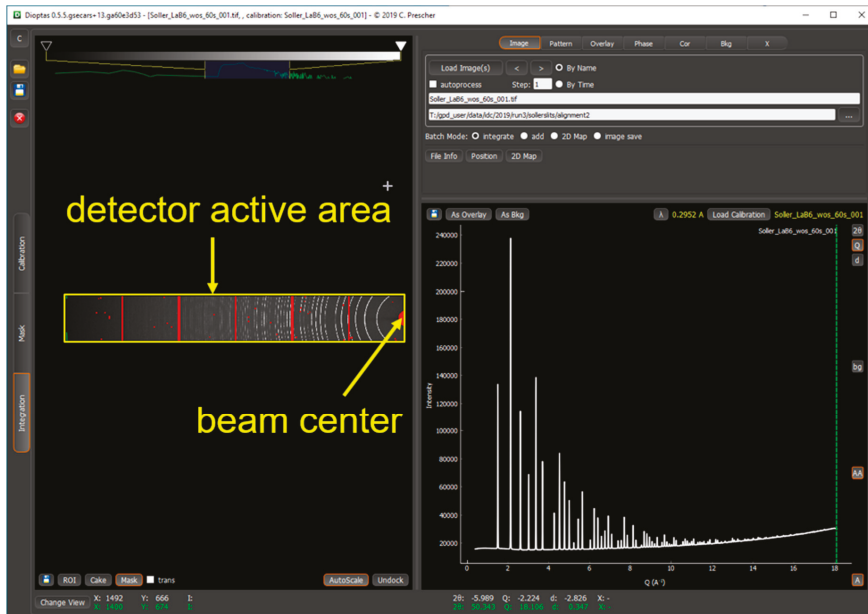 Dioptas 0.5.5.gsecars+13.ga60e3d53 - [Soller_LaB6_wos_60s_001.tif, , calibration: Soller_LaB6_wos_60s_001] - © 2019 C. Prescher
C
Calibration
Mask
Integration
detector active area
beam center
ROI Cake Mask trans AutoScale Undock
Change View X: 1492 Y: 666 I:
X: 1400 Y: 674 I:
Image Pattern Overlay Phase Cor Bkg X
Load Image(s) < > By Name
autoprocess Step: 1 By Time
Soller_LaB6_wos_60s_001.tif
T:/gpd_user/data/idc/2019/run3/sollerslits/alignment2 ...
Batch Mode: integrate add 2D Map image save
File Info Position 2D Map
As Overlay As Bkg λ 0.2952 A Load Calibration Soller_LaB6_wos_60s_001
Soller_LaB6_wos_60s_001
2θ
Q
d
bg
AA
A
Intensity
240000
220000
200000
180000
160000
140000
120000
100000
80000
60000
40000
20000
0 2 4 6 8 10 12 14 16 18
Q (A⁻¹)
2θ: -5.989 Q: -2.224 d: -2.826 X: -
2θ: 50.343 Q: 18.106 d: 0.347 X: -